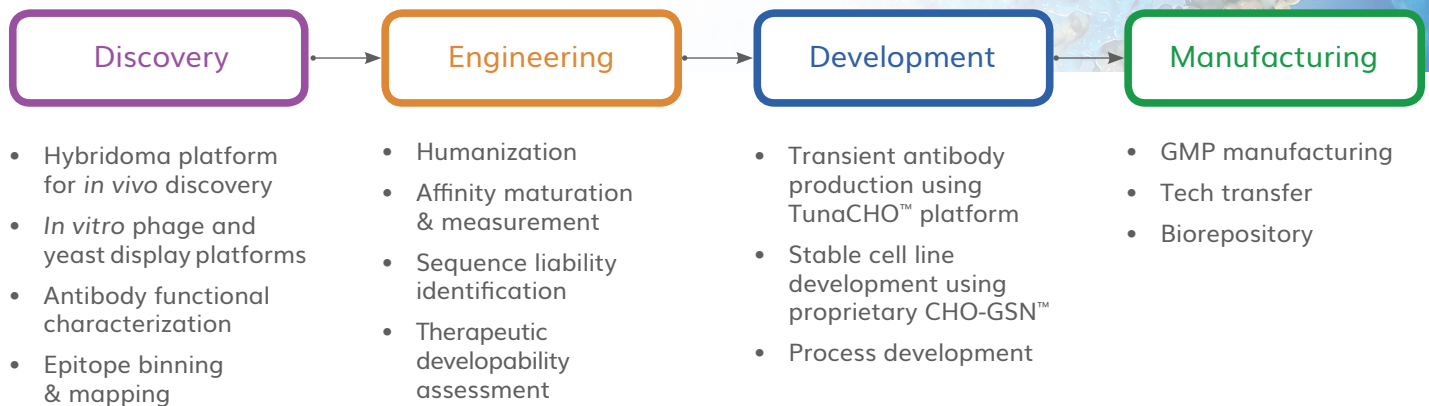 Discovery
Engineering
Development
Manufacturing
• Hybridoma platform
for in vivo discovery
• In vitro phage and
yeast display platforms
• Antibody functional
characterization
• Epitope binning
& mapping
• Humanization
• Affinity maturation
& measurement
• Sequence liability
identification
• Therapeutic
developability
assessment
• Transient antibody
production using
TunaCHO™ platform
• Stable cell line
development using
proprietary CHO-GSN™
• Process development
• GMP manufacturing
• Tech transfer
• Biorepository